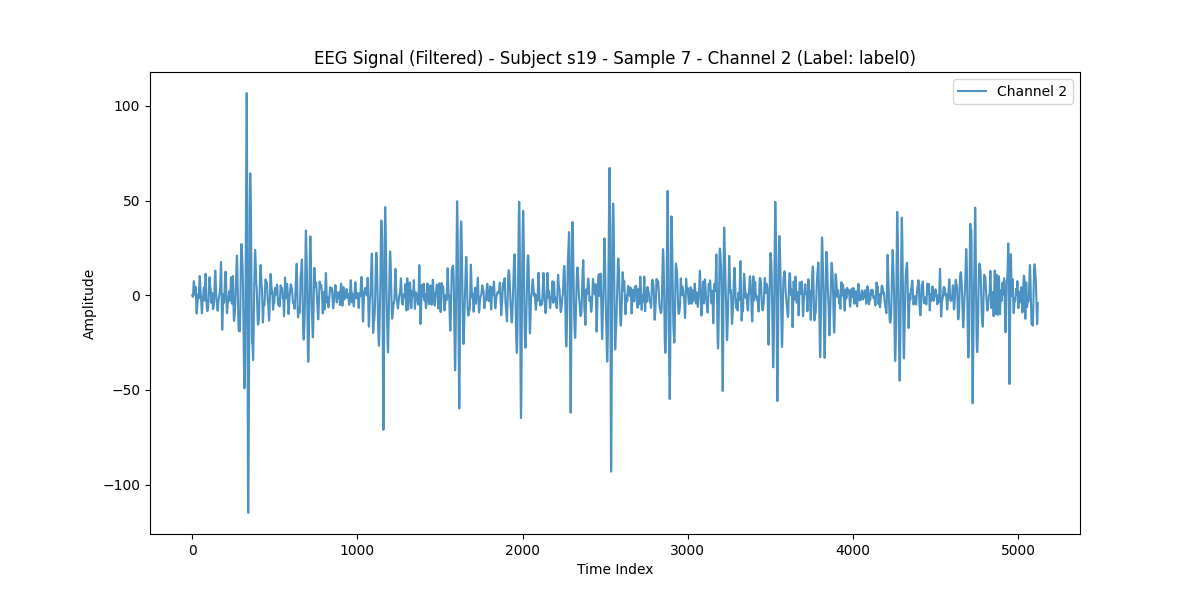 EEG Signal (Filtered) - Subject s19 - Sample 7 - Channel 2 (Label: label0)
Channel 2
100
50
0
−50
−100
Amplitude
0 1000 2000 3000 4000 5000
Time Index